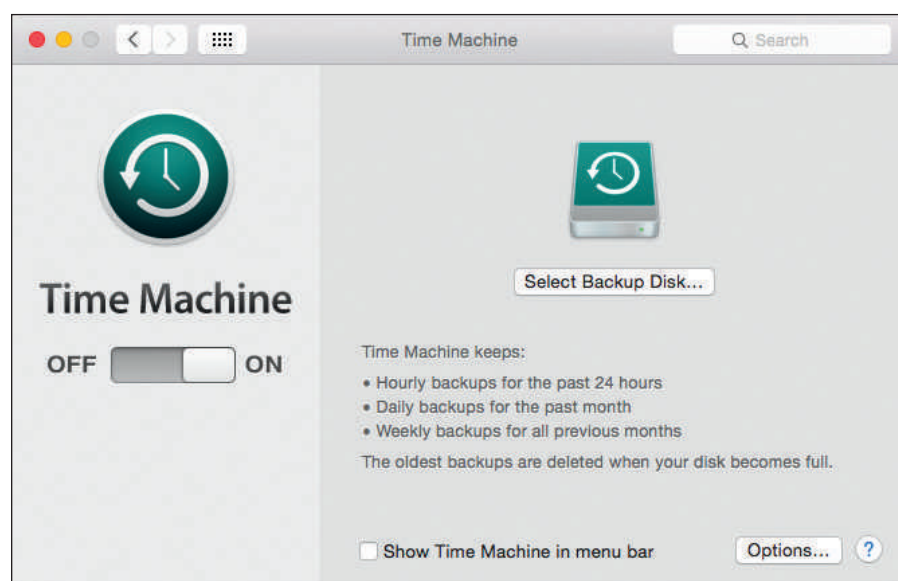 Time Machine
Search
Time Machine
OFF ON
Select Backup Disk...
Time Machine keeps:
• Hourly backups for the past 24 hours
• Daily backups for the past month
• Weekly backups for all previous months
The oldest backups are deleted when your disk becomes full.
Show Time Machine in menu bar
Options...
?